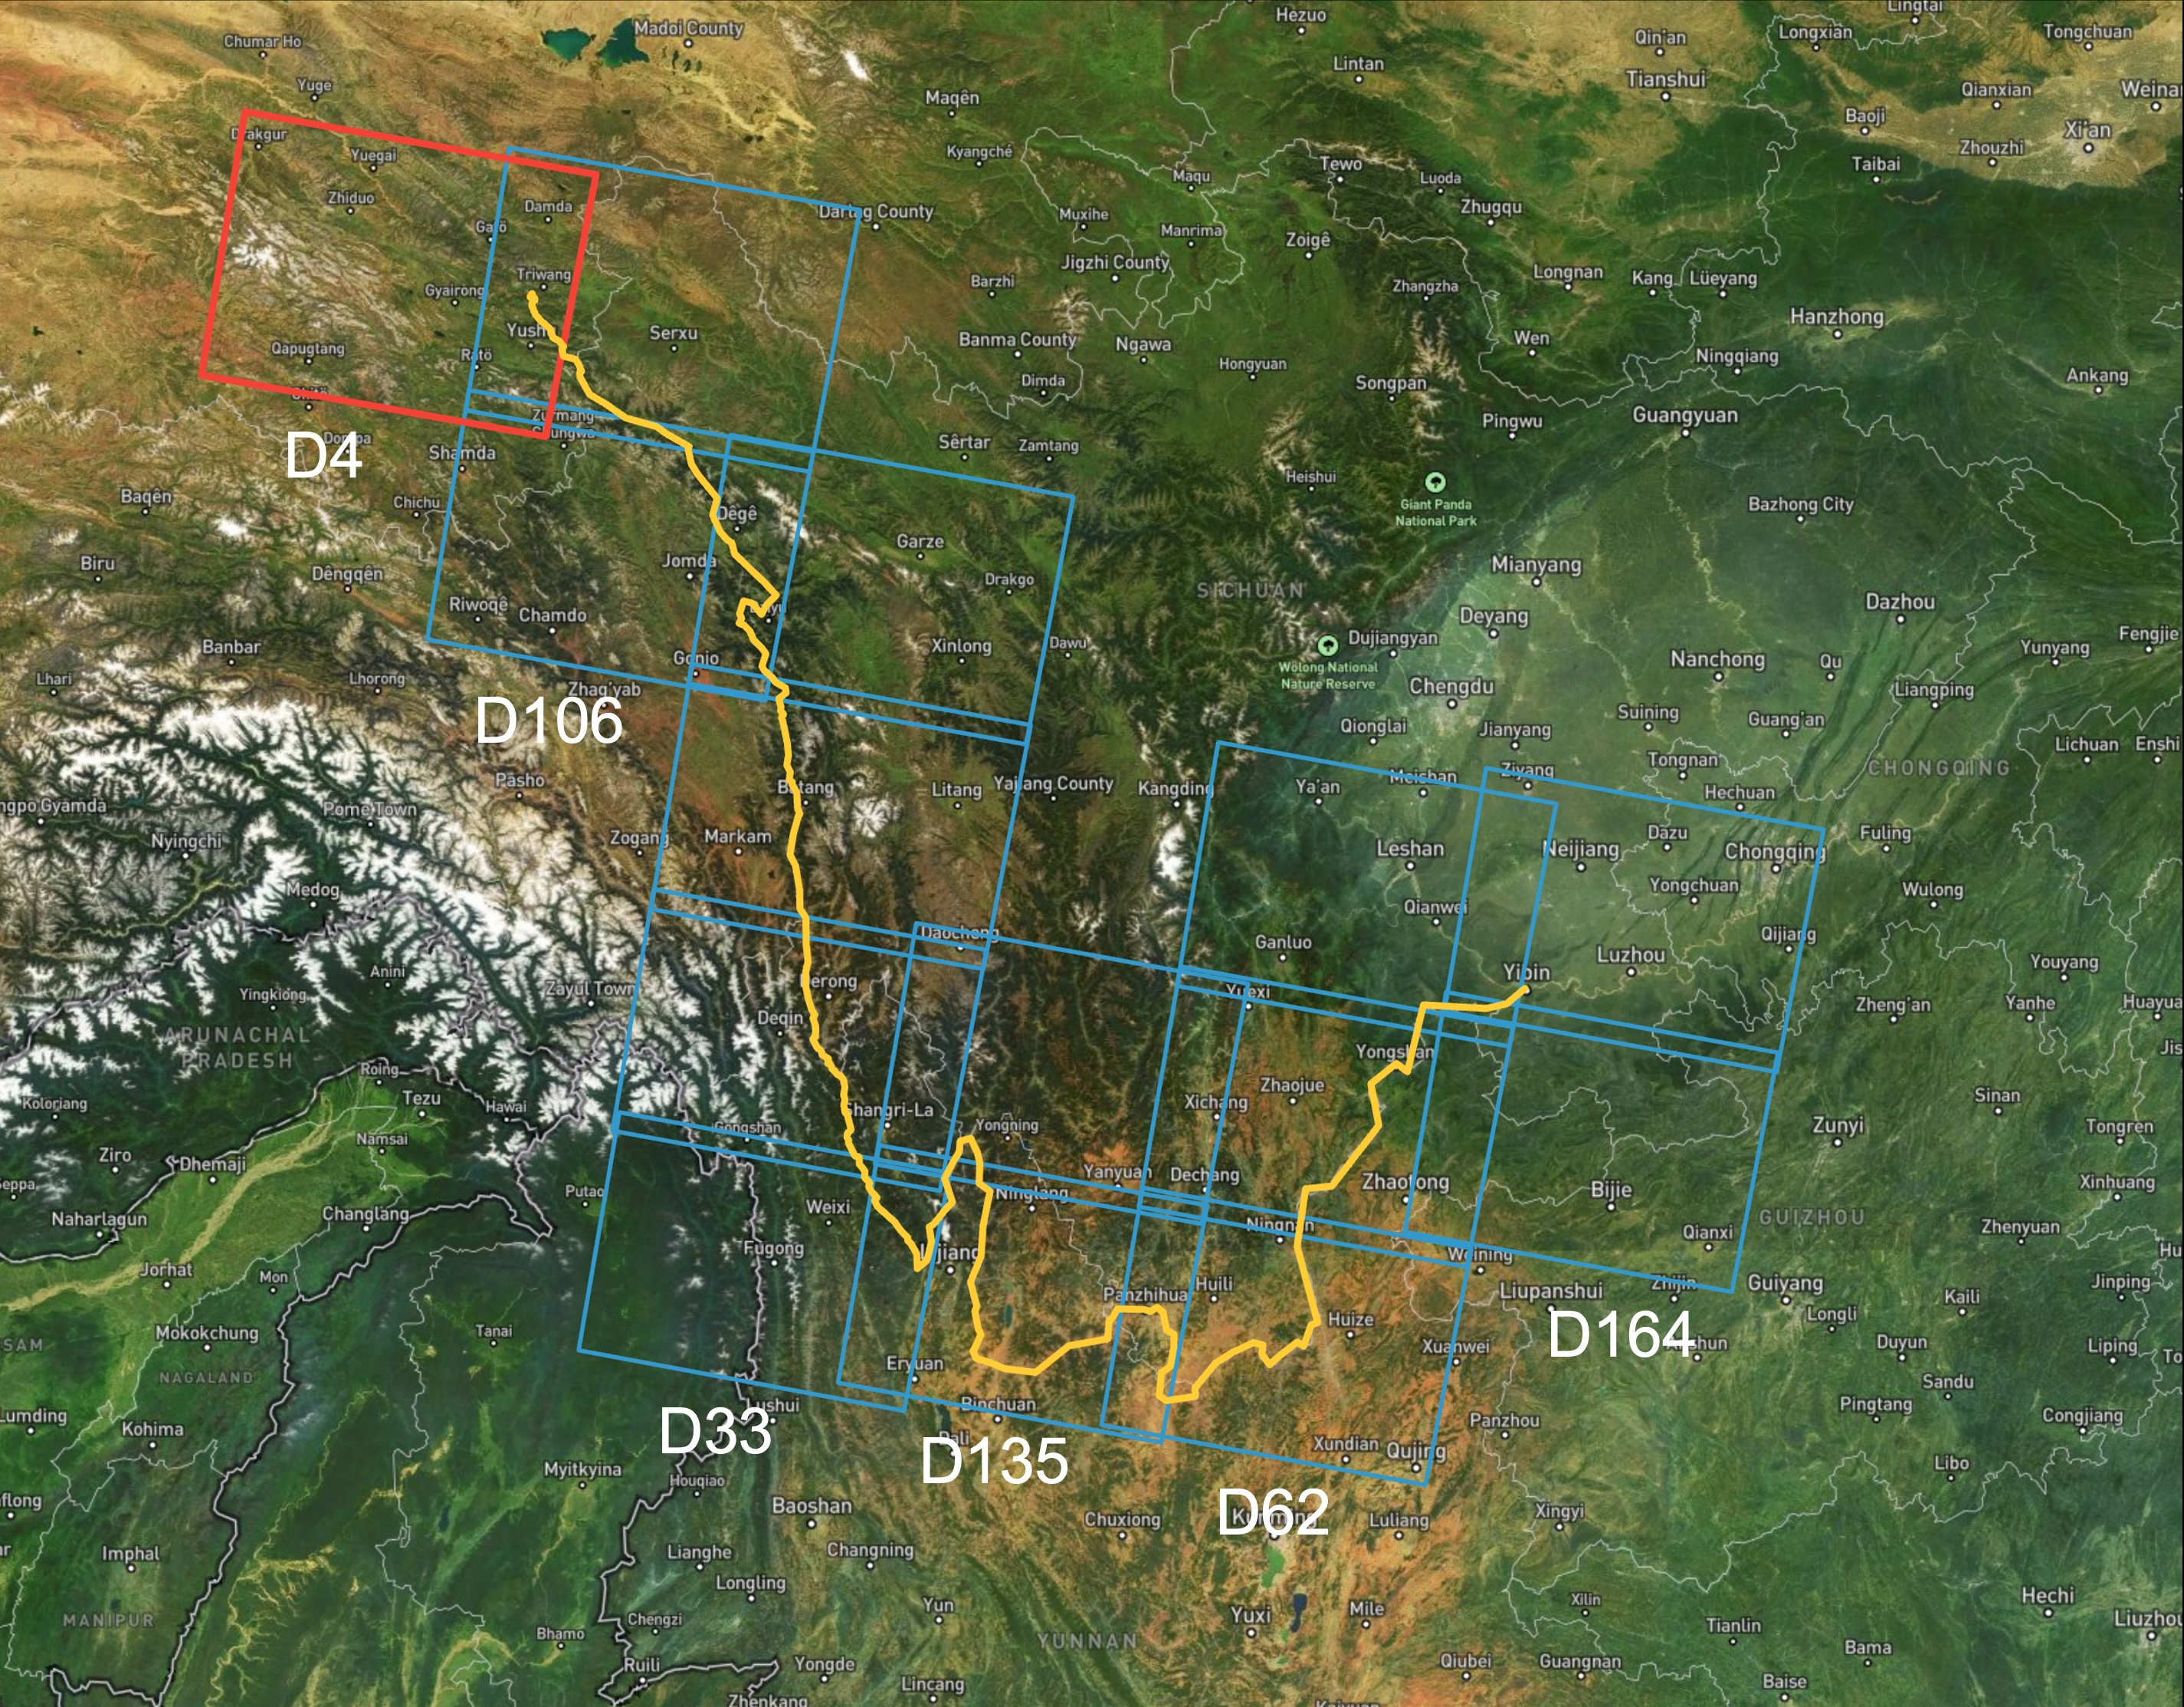 Madoi County
Hezuo
Lingtai
Chumar Ho
Qin'an
Longxian
Tongchuan
Yuge
Lintan
Tianshui
Qianxian
Maqên
Baoji
Xi'an
Drakgur
Yuegai
Kyangché
Tewo
Luoda
Taibai
Zhouzhi
Maqu
Zhiduo
Damda
Dartag County
Muxihe
Zhugqu
Manrima
Zoigê
Jigzhi County
Longnan
Kang
Lüeyang
Triwang
Gyairong
Barzhi
Zhangzha
Hanzhong
Serxu
Banma County
Ngawa
Wen
Ningqiang
Qapugtang
Ratö
Hongyuan
Dimda
Songpan
Ankang
Zurmang
Pingwu
Guangyuan
D4
Shamda
Sêrtar
Zamtang
Heishui
Giant Panda
National Park
Baqên
Chichu
Dêgê
Bazhong City
Garze
Biru
Dêngqên
Jomda
Drakgo
SICHUAN
Mianyang
Riwoqê
Chamdo
Deyang
Dazhou
Banbar
Xinlong
Dawu
Dujiangyan
Wolong National
Nature Reserve
Nanchong
Qu
Yunyang
Fengjie
Lhari
Lhorong
Gonjo
Zhag'yab
Chengdu
Liangping
D106
Qionglai
Jianyang
Suining
Guang'an
Lichuan
Enshi
Pasho
Batang
Litang
Yajiang County
Kangding
Ya'an
Meishan
Ziyang
Tongnan
CHONGQING
Hechuan
Pome Town
Nyingchi
Zogang
Markam
Leshan
Neijiang
Dazu
Chongqing
Fuling
Medog
Yongchuan
Wulong
Qianwei
Daocheng
Ganluo
Qijiang
Anini
Luzhou
Yibin
Youyang
Yingkiong
Zayul Town
Derong
Yuexi
Zheng'an
Yanhe
Deqin
ARUNACHAL
PRADESH
Yongshan
Roing
Zhaojue
Koloriang
Tezu
Hawai
Shangri-La
Xichang
Sinan
Gongshan
Yongning
Namsai
Zunyi
Tongren
Ziro
Dhemaji
Yanyuan
Dechang
Zhaotong
Bijie
Xinhuang
Putao
Ninglang
Naharlagun
Changlang
Weixi
GUIZHOU
Ningnan
Qianxi
Zhenyuan
Fugong
Lijiang
Weining
Jorhat
Mon
Panzhihua
Huili
Liupanshui
Zhijin
Guiyang
Jinping
Kaili
Longli
Mokokchung
Tanai
Huize
D164
Xuanwei
Duyun
Liping
Eryuan
NAGALAND
Sandu
Lumding
Binchuan
Pingtang
Congjiang
Kohima
D33
Panzhou
D135
Xundian
Qujing
Libo
Myitkyina
Houqiao
Baoshan
D62
Chuxiong
Luliang
Xingyi
Imphal
Lianghe
Changning
Longling
Hechi
MANIPUR
Chengzi
Yun
Yuxi
Mile
Xilin
Tianlin
Bhamo
YUNNAN
Bama
Ruili
Yongde
Lincang
Qiubei
Guangnan
Baise
Zhenkang